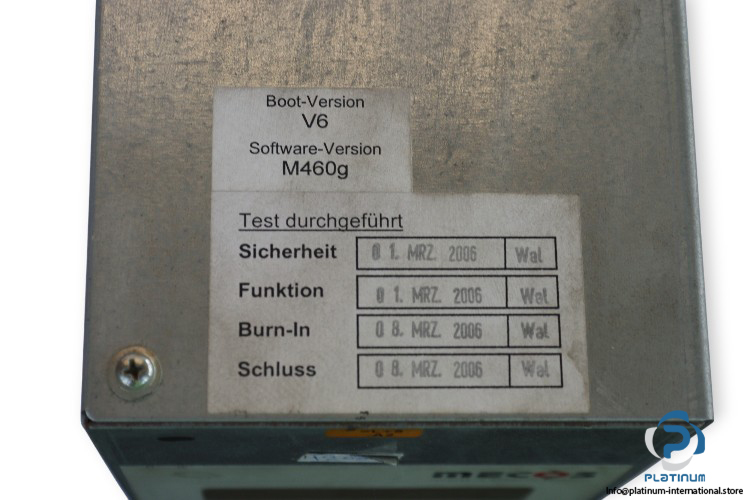 Boot-Version
V6
Software-Version
M460g
Test durchgeführt
Sicherheit 0 1. MRZ. 2006 Wal
Funktion 0 1. MRZ. 2006 Wal
Burn-In 0 8. MRZ. 2006 Wal
Schluss 0 8. MRZ. 2006 Wal
mecos
PLATINUM
Info@platinum-international.store